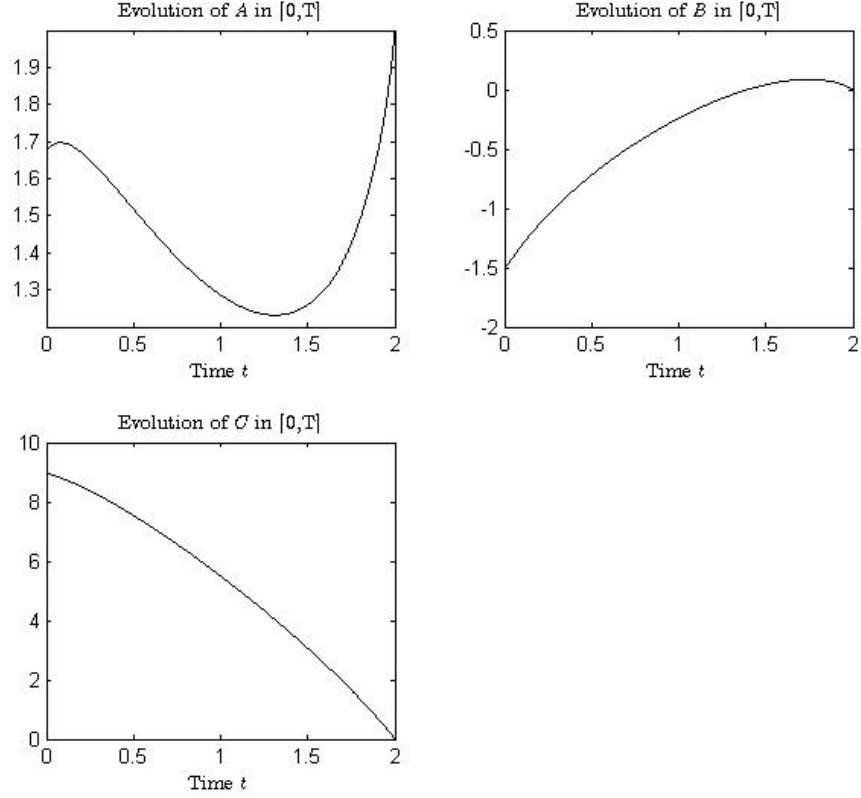 Evolution of A in [0,T]
1.9
1.8
1.7
1.6
1.5
1.4
1.3
0 0.5 1 1.5 2
Time t
Evolution of B in [0,T]
0.5
0
-0.5
-1
-1.5
-2
0 0.5 1 1.5 2
Time t
Evolution of C in [0,T]
10
8
6
4
2
0
0 0.5 1 1.5 2
Time t